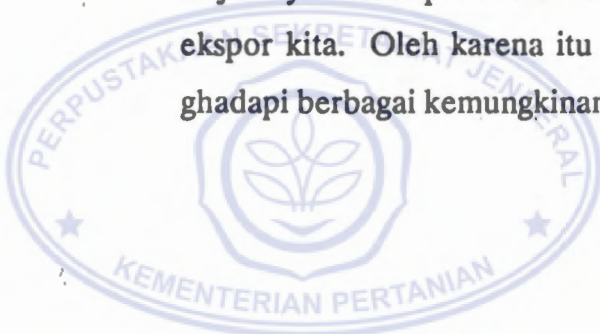 ekspor kita. Oleh karena itu
ghadapi berbagai kemungkinan
PERPUSTAKAAN SEKRETARIAT JENDERAL
KEMENTERIAN PERTANIAN